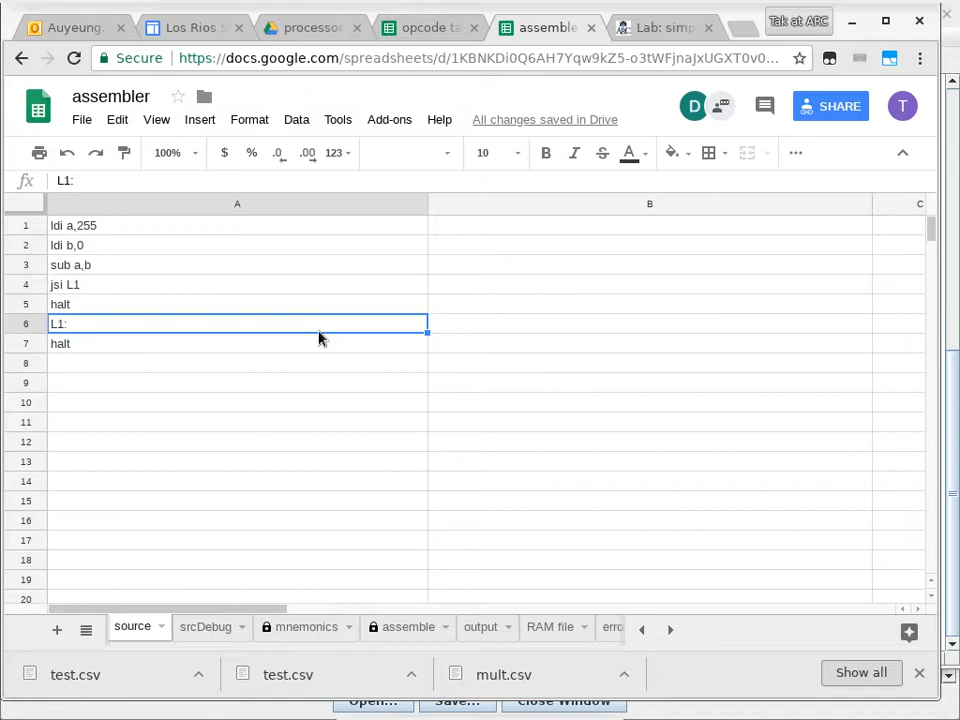 Auyeung,
Los Rios S
processor
opcode ta
assemble
Lab: simp
Tak at ARC
Secure
https://docs.google.com/spreadsheets/d/1KBNKDi0Q6AH7Yqw9kZ5-o3tWFjnaJxUGXT0v0...
assembler
D
SHARE
T
File Edit View Insert Format Data Tools Add-ons Help All changes saved in Drive
100% $ % .0 .00 123 10 B I S A
fx L1:
A B C
1 ldi a,255
2 ldi b,0
3 sub a,b
4 jsi L1
5 halt
6 L1:
7 halt
8
9
10
11
12
13
14
15
16
17
18
19
20
source srcDebug mnemonics assemble output RAM file erro
test.csv test.csv mult.csv Show all
Open... Save... Close Window